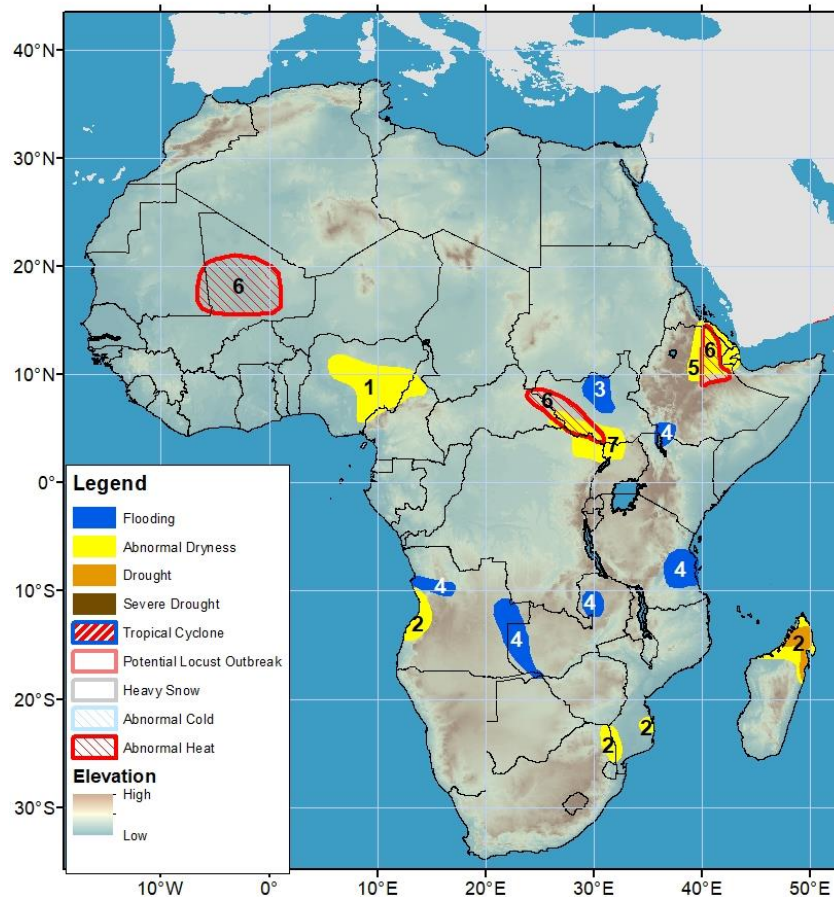 40°N
30°N
20°N
6
6
10°N
1
5
3
6
4
7
0°
Legend
Flooding
Abnormal Dryness
Drought
Severe Drought
Tropical Cyclone
Potential Locust Outbreak
Heavy Snow
Abnormal Cold
Abnormal Heat
Elevation
High
Low
4
10°S
4
4
2
4
2
20°S
2
2
30°S
10°W
0°
10°E
20°E
30°E
40°E
50°E